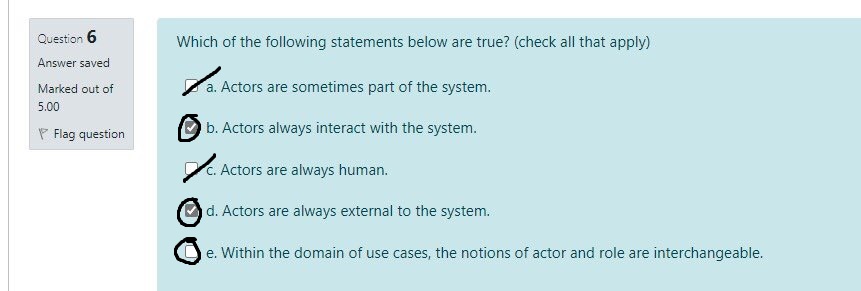 Question 6
Answer saved
Marked out of
5.00
Flag question
Which of the following statements below are true? (check all that apply)
a. Actors are sometimes part of the system.
b. Actors always interact with the system.
c. Actors are always human.
d. Actors are always external to the system.
e. Within the domain of use cases, the notions of actor and role are interchangeable.